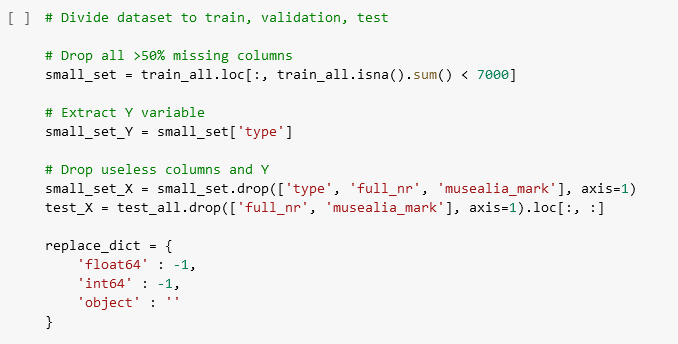 [ ] # Divide dataset to train, validation, test
# Drop all >50% missing columns
small_set = train_all.loc[:, train_all.isna().sum() < 7000]
# Extract Y variable
small_set_Y = small_set['type']
# Drop useless columns and Y
small_set_X = small_set.drop(['type', 'full_nr', 'musealia_mark'], axis=1)
test_X = test_all.drop(['full_nr', 'musealia_mark'], axis=1).loc[:, :]
replace_dict = {
    'float64' : -1,
    'int64' : -1,
    'object' : ''
}